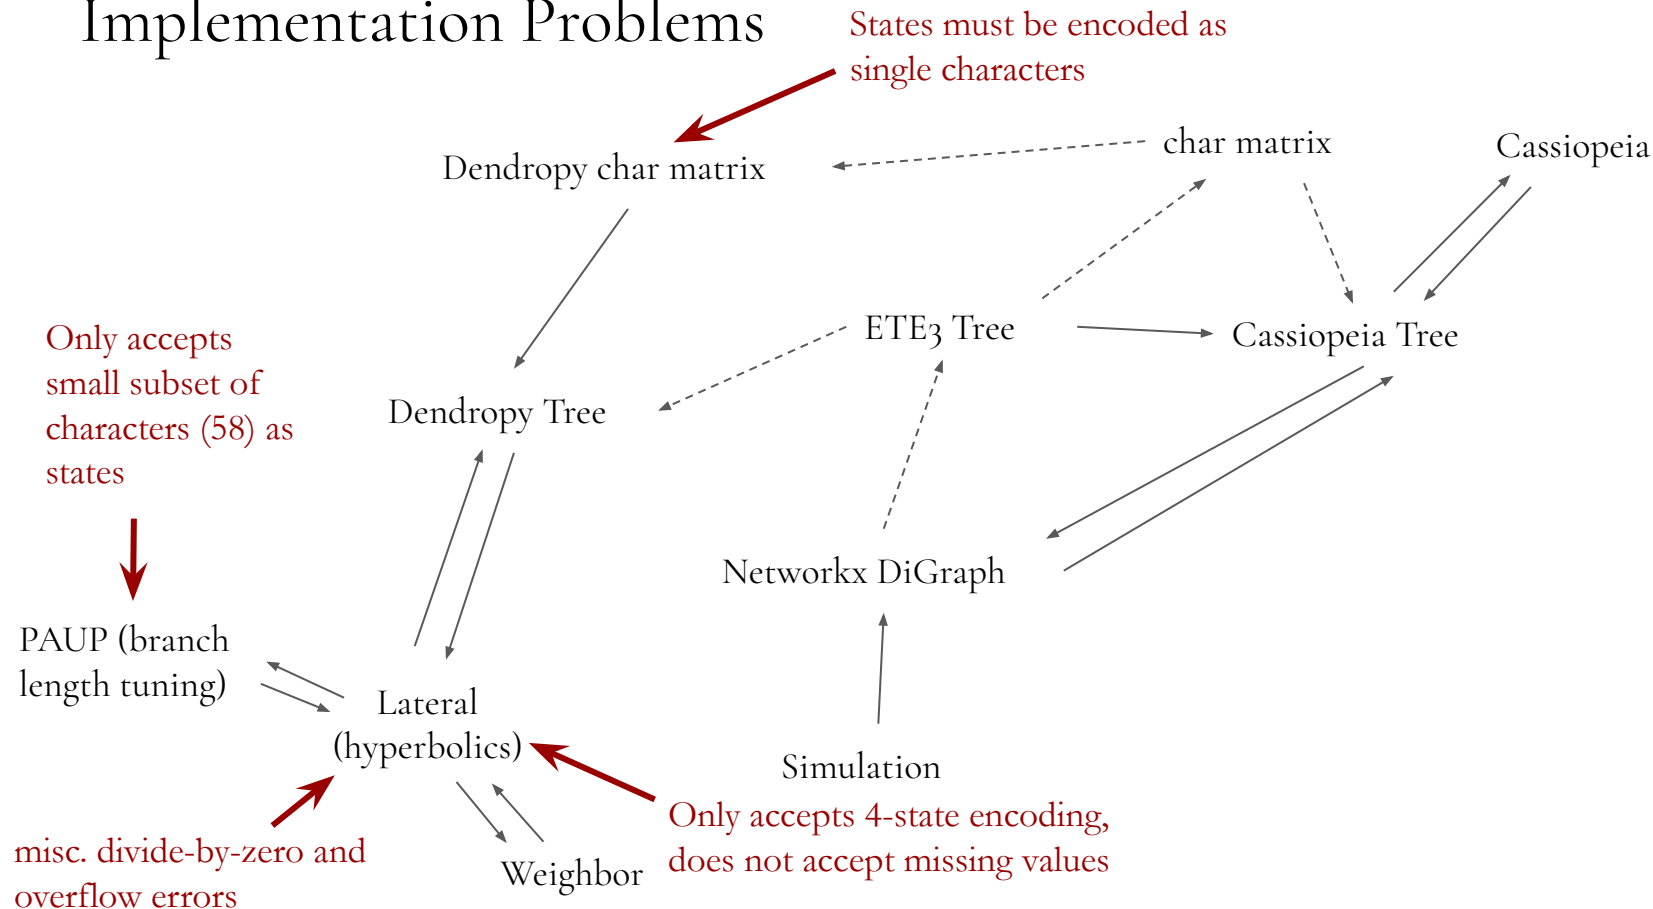 Implementation Problems
States must be encoded as
single characters
char matrix
Cassiopeia
Dendropy char matrix
ETE3 Tree
Cassiopeia Tree
Only accepts
small subset of
characters (58) as
states
Dendropy Tree
Networkx DiGraph
PAUP (branch
length tuning)
Lateral
(hyperbolics)
Simulation
Only accepts 4-state encoding,
does not accept missing values
misc. divide-by-zero and
overflow errors
Weighbor